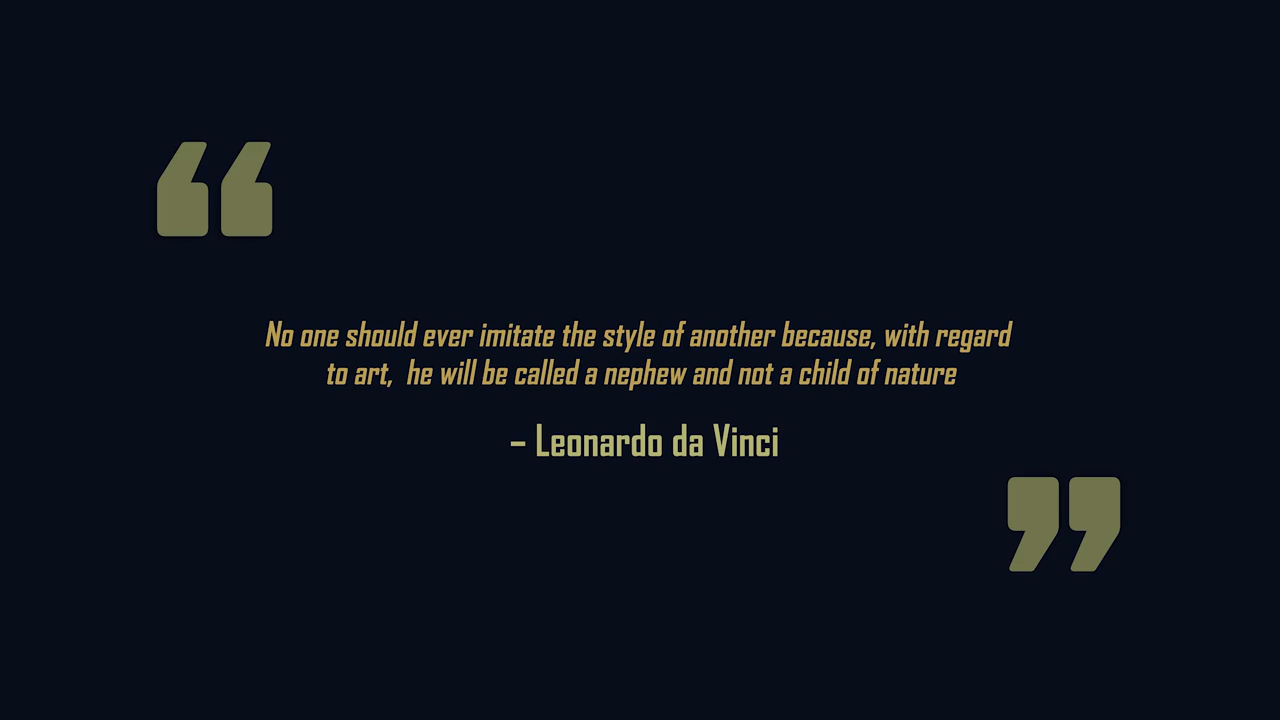 “
No one should ever imitate the style of another because, with regard
to art,  he will be called a nephew and not a child of nature
– Leonardo da Vinci
”